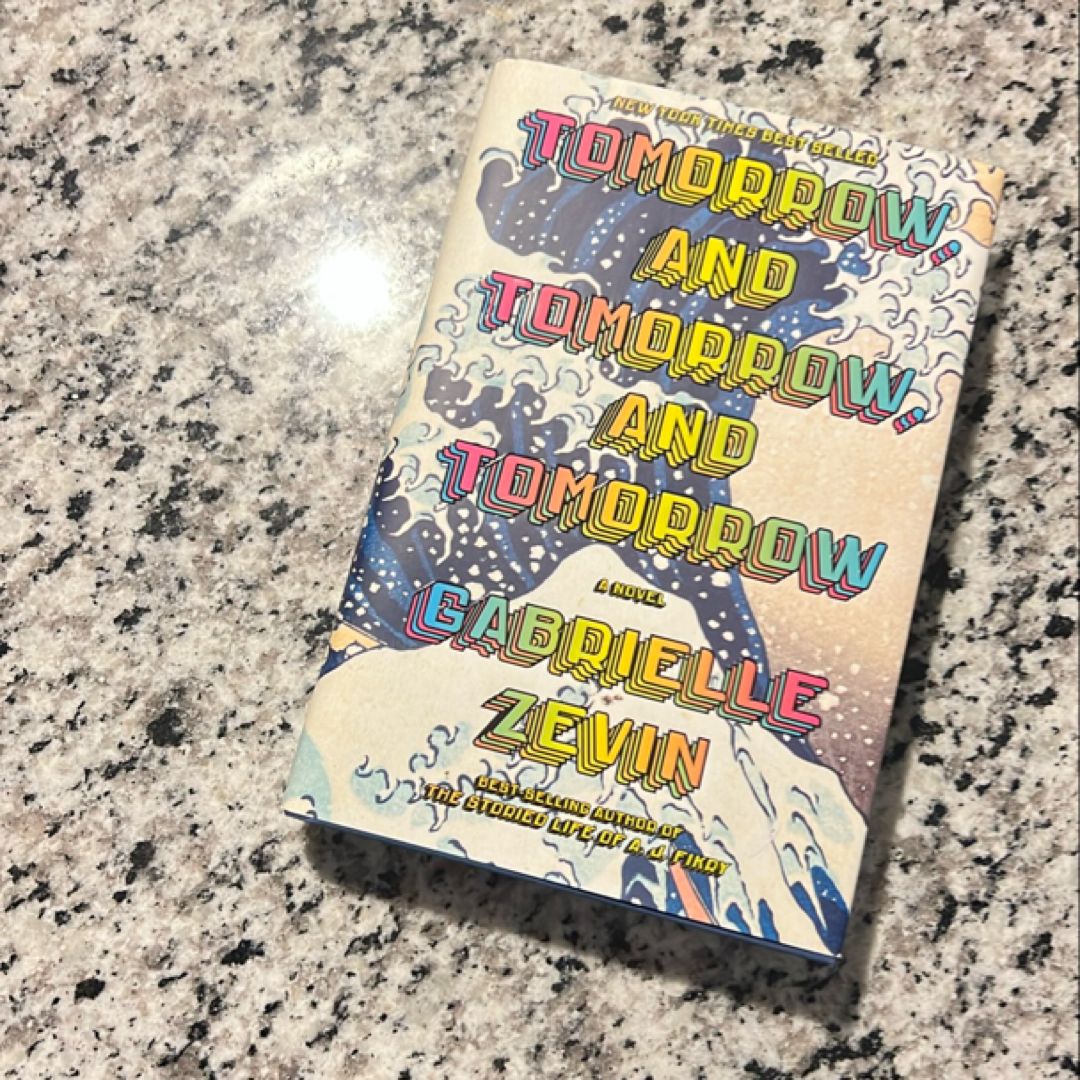 NEW YORK TIMES BEST SELLER
TOMORROW,
AND
TOMORROW,
AND
TOMORROW
A NOVEL
GABRIELLE
ZEVIN
BEST-SELLING AUTHOR OF
THE STORIED LIFE OF A. J. FIKRY